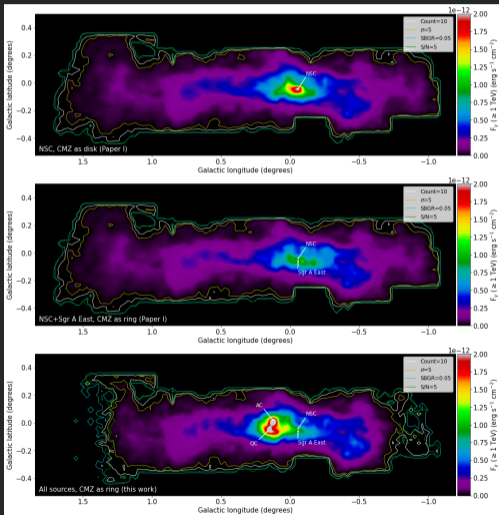 1e−12
Galactic latitude (degrees)
0.4
0.2
0.0
−0.2
−0.4
NSC
Count=10
σ=5
SBGR=0.05
S/N=5
NSC, CMZ as disk (Paper I)
1.5
1.0
0.5
0.0
−0.5
−1.0
Galactic longitude (degrees)
2.00
1.75
1.50
1.25
1.00
0.75
0.50
0.25
0.00
Fγ (≥1 TeV) (erg s⁻¹ cm⁻²)
1e−12
Galactic latitude (degrees)
0.4
0.2
0.0
−0.2
−0.4
NSC
Sgr A East
Count=10
σ=5
SBGR=0.05
S/N=5
NSC+Sgr A East, CMZ as ring (Paper I)
1.5
1.0
0.5
0.0
−0.5
−1.0
Galactic longitude (degrees)
2.00
1.75
1.50
1.25
1.00
0.75
0.50
0.25
0.00
Fγ (≥1 TeV) (erg s⁻¹ cm⁻²)
1e−12
Galactic latitude (degrees)
0.4
0.2
0.0
−0.2
−0.4
AC
NSC
QC
Sgr A East
Count=10
σ=5
SBGR=0.05
S/N=5
All sources, CMZ as ring (this work)
1.5
1.0
0.5
0.0
−0.5
−1.0
Galactic longitude (degrees)
2.00
1.75
1.50
1.25
1.00
0.75
0.50
0.25
0.00
Fγ (≥1 TeV) (erg s⁻¹ cm⁻²)